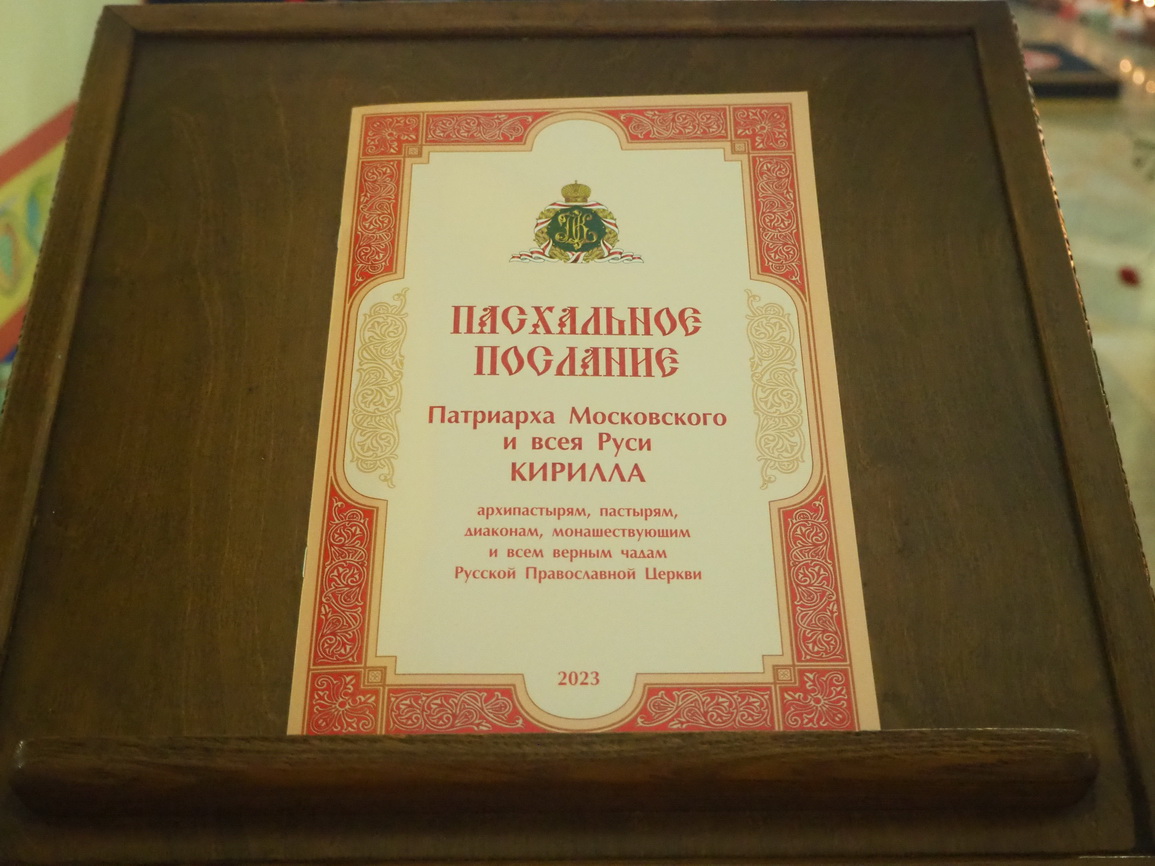 ПАСХАЛЬНОЕ
ПОСЛАНИЕ
Патриарха Московского
и всея Руси
КИРИЛЛА
архипастырям, пастырям,
диаконам, монашествующим
и всем верным чадам
Русской Православной Церкви
2023